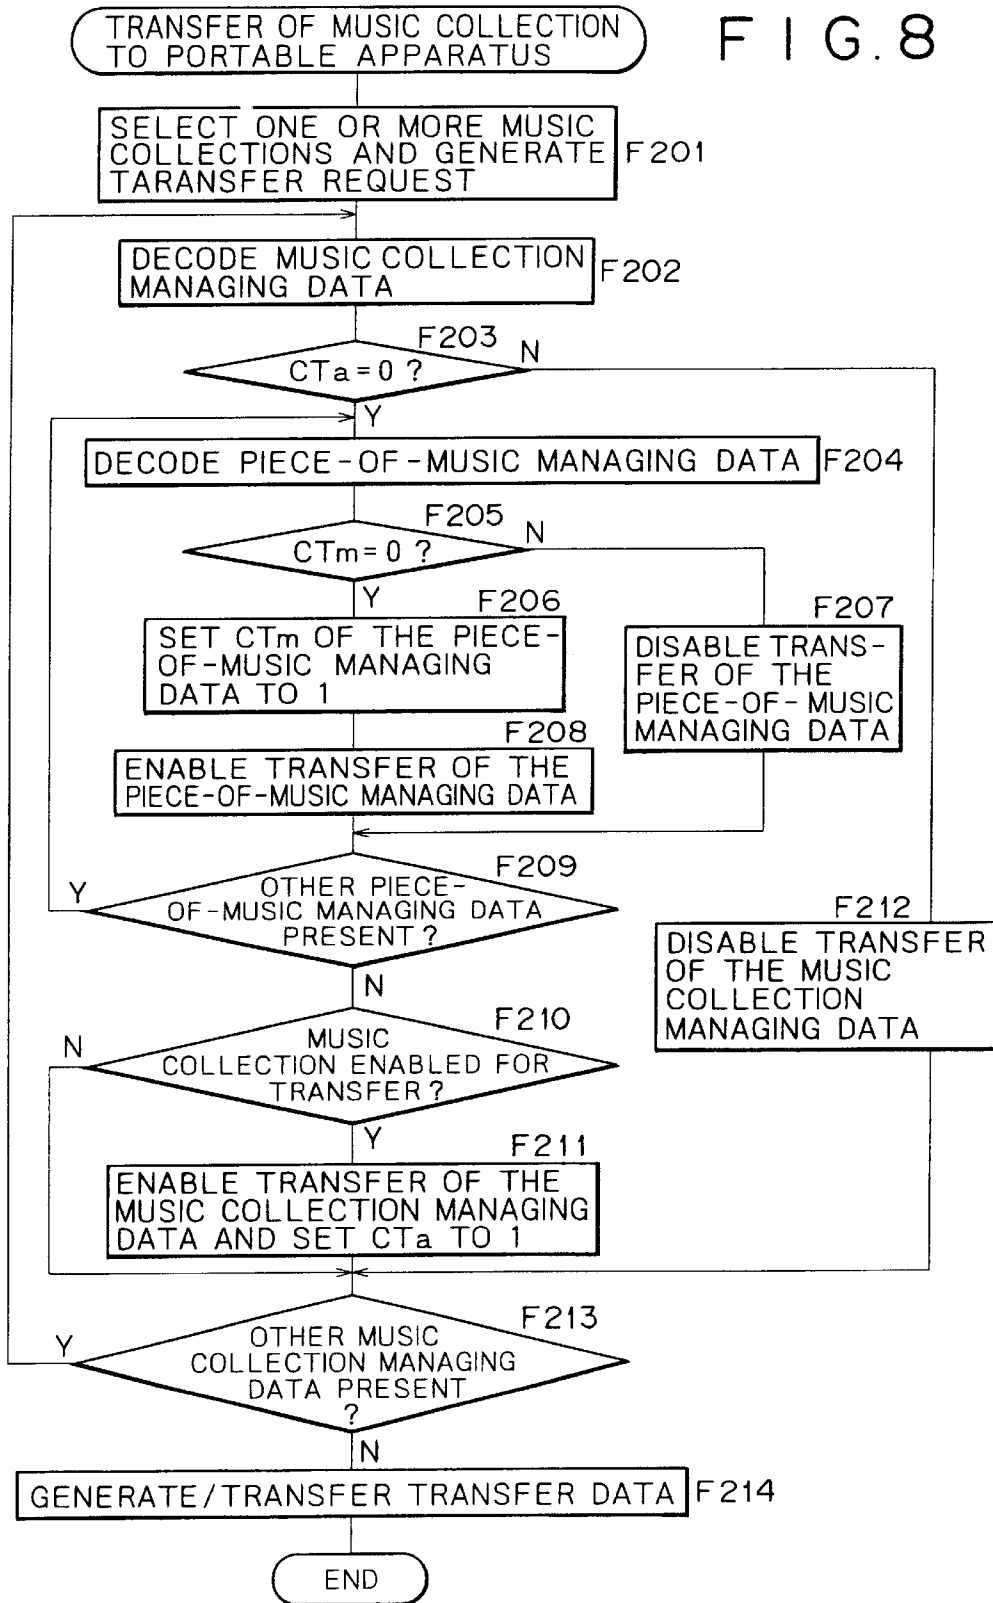 TRANSFER OF MUSIC COLLECTION
TO PORTABLE APPARATUS
FIG.8
SELECT ONE OR MORE MUSIC
COLLECTIONS AND GENERATE
TARANSFER REQUEST
F201
DECODE MUSIC COLLECTION
MANAGING DATA
F202
F203
CTa=0 ?
N
Y
DECODE PIECE-OF-MUSIC MANAGING DATA
F204
F205
CTm=0 ?
N
Y
F206
SET CTm OF THE PIECE-
OF-MUSIC MANAGING
DATA TO 1
F207
DISABLE TRANS-
FER OF THE
PIECE-OF-MUSIC
MANAGING DATA
F208
ENABLE TRANSFER OF THE
PIECE-OF-MUSIC MANAGING DATA
F209
OTHER PIECE-
OF-MUSIC MANAGING DATA
PRESENT ?
Y
N
F212
DISABLE TRANSFER
OF THE MUSIC
COLLECTION
MANAGING DATA
F210
MUSIC
COLLECTION ENABLED FOR
TRANSFER ?
N
Y
F211
ENABLE TRANSFER OF THE
MUSIC COLLECTION MANAGING
DATA AND SET CTa TO 1
F213
OTHER MUSIC
COLLECTION MANAGING
DATA PRESENT
?
Y
N
GENERATE/TRANSFER TRANSFER DATA
F214
END